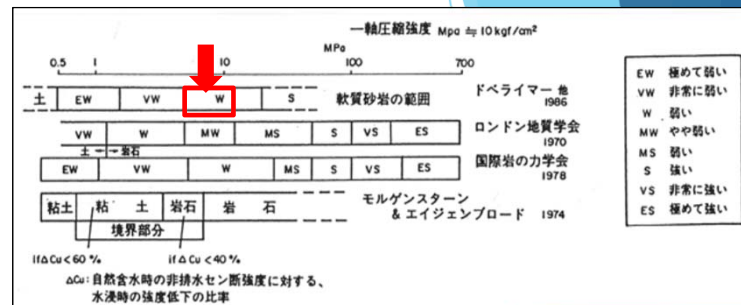 一軸圧縮強度 Mpa ≒ 10 kgf/cm²
MPa
0.5 1 10 100 700
土 EW VW W S 軟質砂岩の範囲 ドベライマー 他 1986
VW W MW MS S VS ES ロンドン地質学会 1970
土 ← → 岩石
EW VW W MS S VS ES 国際岩の力学会 1978
粘土 粘 土 岩石 岩 石 モルゲンスターン & エイジェンブロード 1974
境界部分
if ΔCu < 60 % if ΔCu < 40 %
ΔCu: 自然含水時の非排水セン断強度に対する、
水浸時の強度低下の比率
EW 極めて弱い
VW 非常に弱い
W 弱い
MW やや弱い
MS 弱い
S 強い
VS 非常に強い
ES 極めて強い